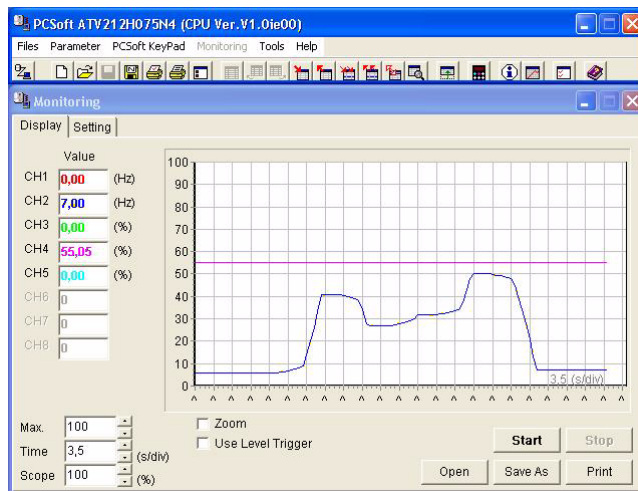 PCSoft ATV212H075N4 (CPU Ver.V1.0ie00)
Files Parameter PCSoft KeyPad Monitoring Tools Help
Monitoring
Display Setting
Value
CH1 0,00 (Hz)
CH2 7,00 (Hz)
CH3 0,00 (%)
CH4 55,05 (%)
CH5 0,00 (%)
CH6 0
CH7 0
CH8 0
100
90
80
70
60
50
40
30
20
10
0
3.5 (s/div)
Max. 100
Time 3,5 (s/div)
Scope 100 (%)
Zoom
Use Level Trigger
Start Stop
Open Save As Print